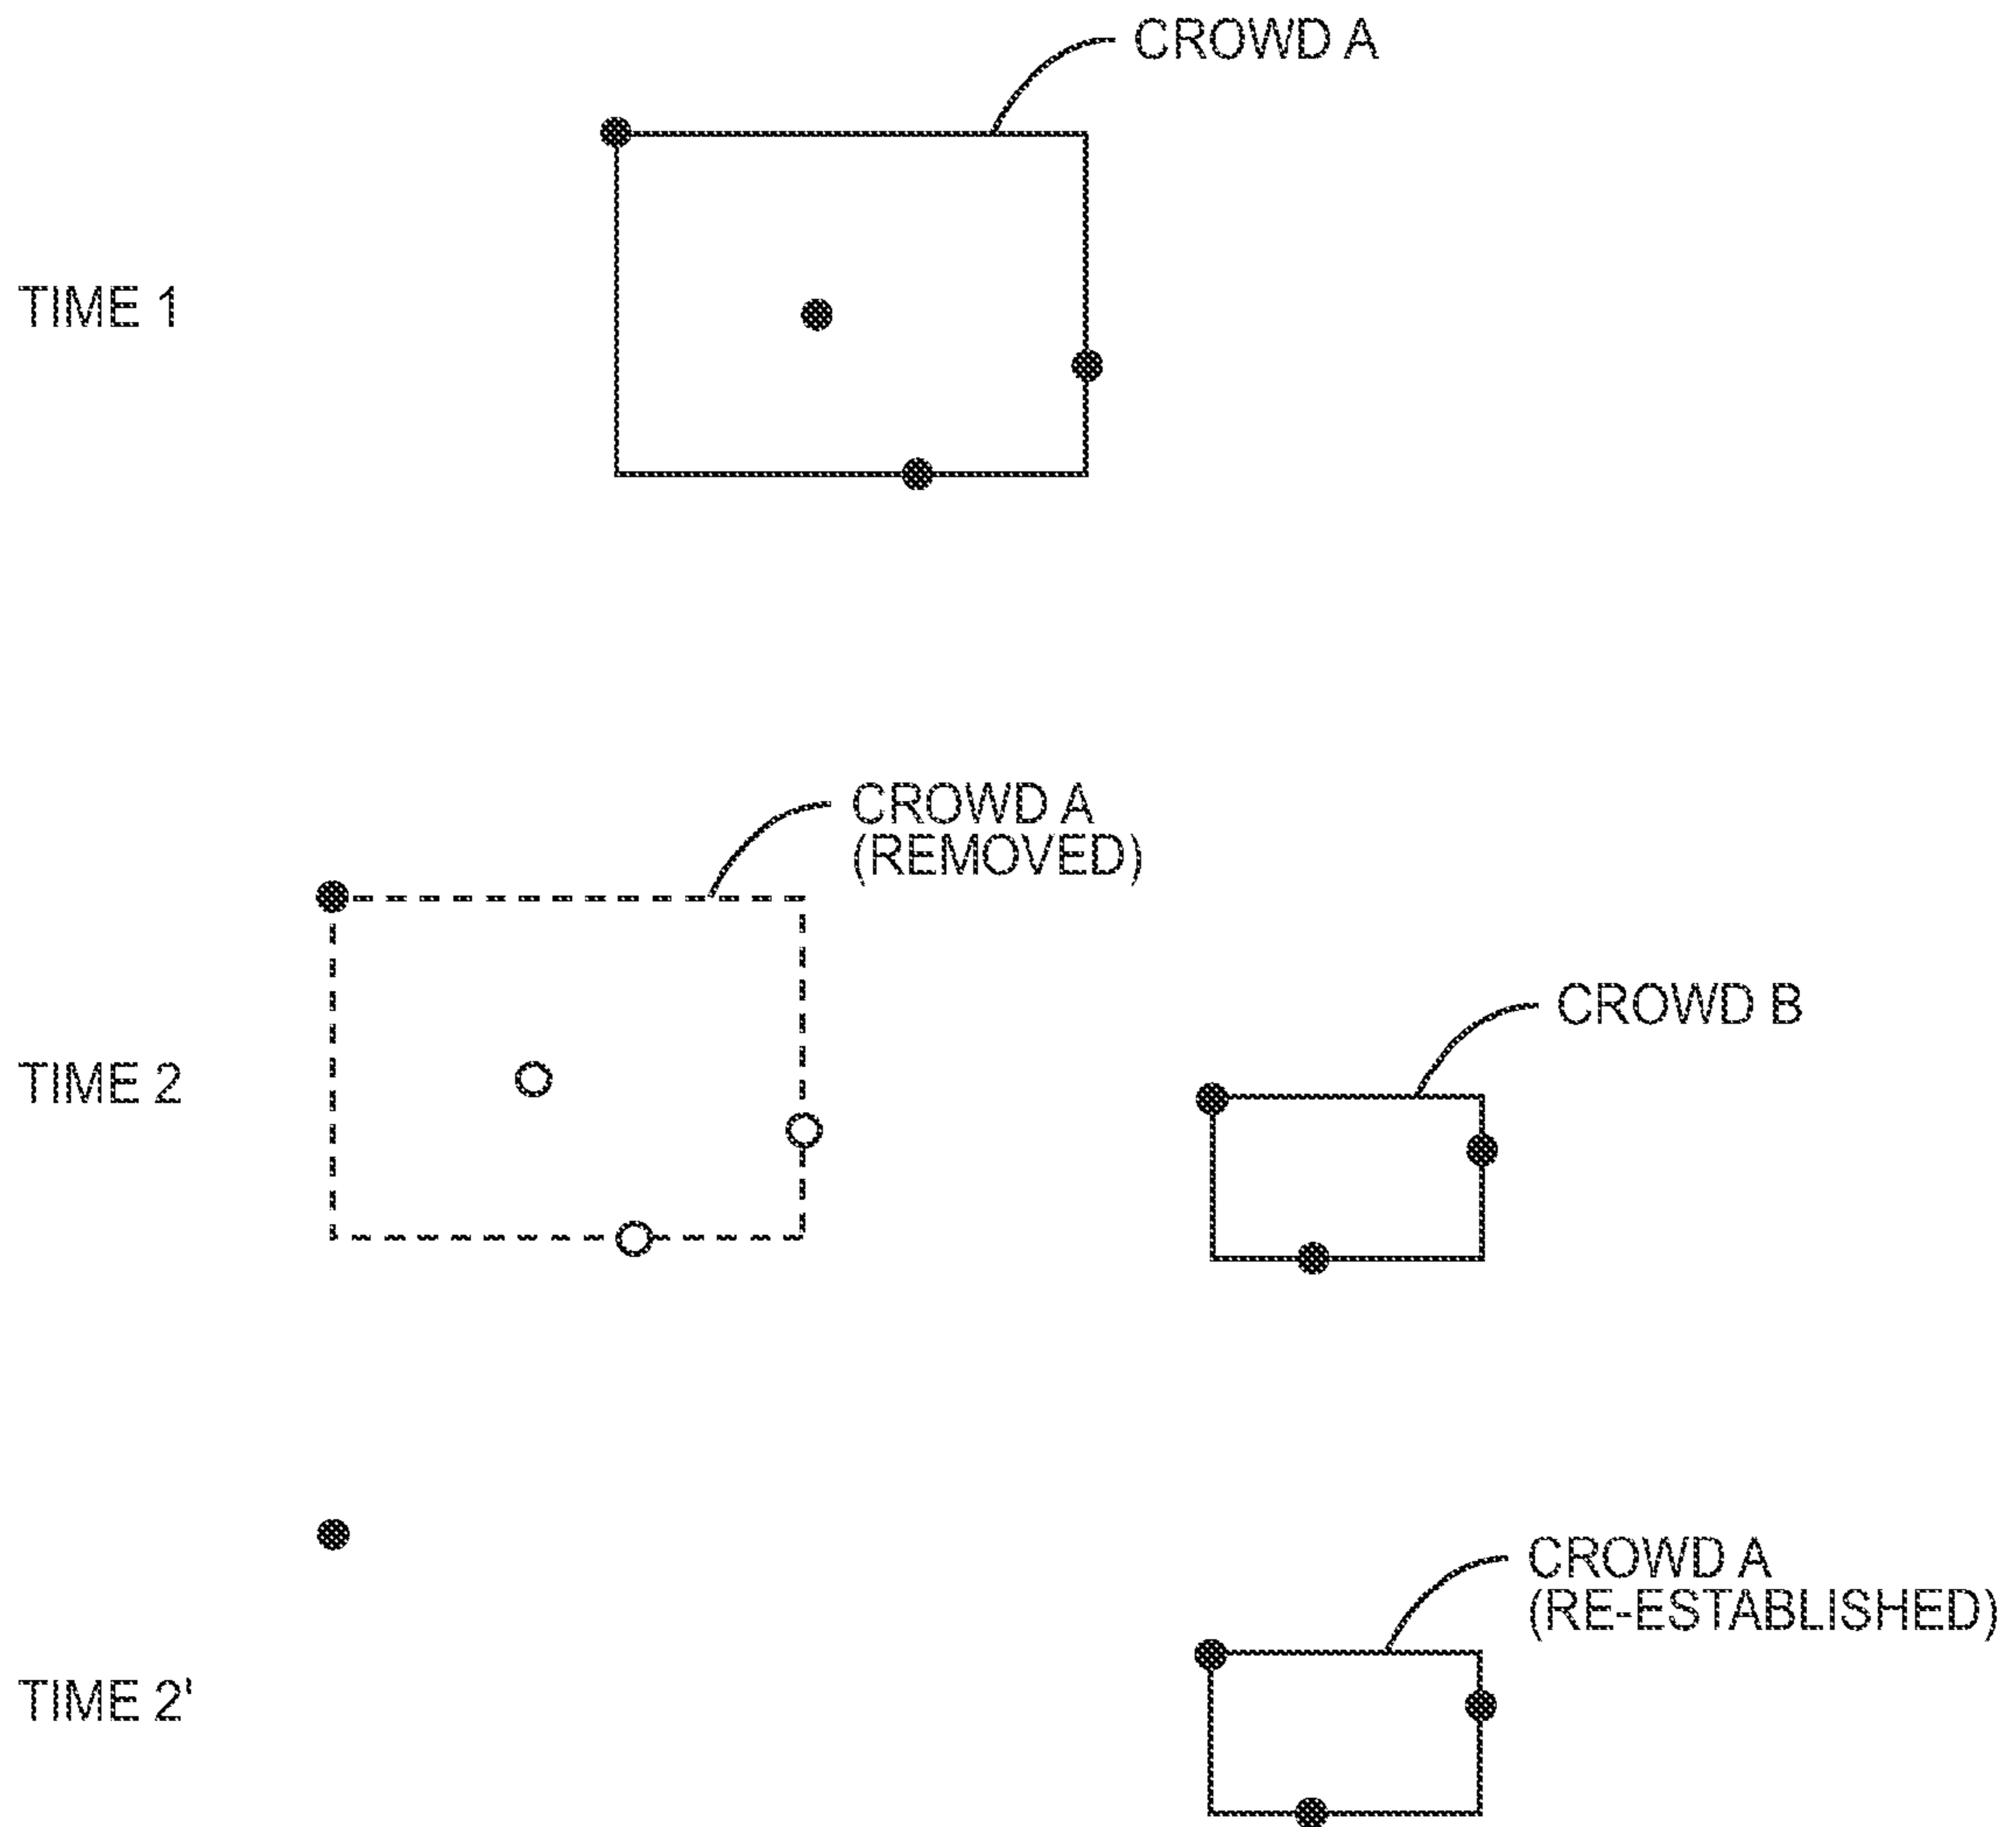 CROWD A
TIME 1
CROWD A
(REMOVED)
CROWD B
TIME 2
CROWD A
(RE-ESTABLISHED)
TIME 2'